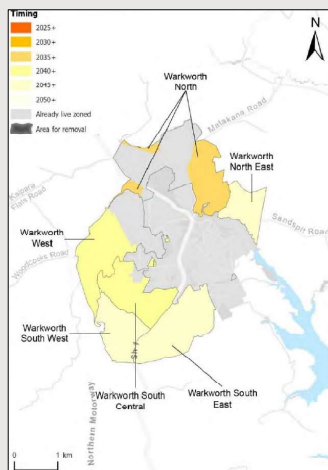 Timing
2025+
2030+
2035+
2040+
2045+
2050+
Already live zoned
Area for removal
N
Warkworth
North
Matakana Road
Warkworth
North East
Kaipara
Flats Road
Sandspit Road
Warkworth
West
Woodcocks Road
Warkworth
South West
SH 1
Warkworth South
Central
Warkworth South
East
Northern Motorway
0 1 km